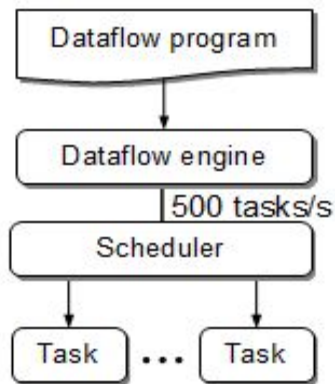 Dataflow program
Dataflow engine
500 tasks/s
Scheduler
Task ... Task